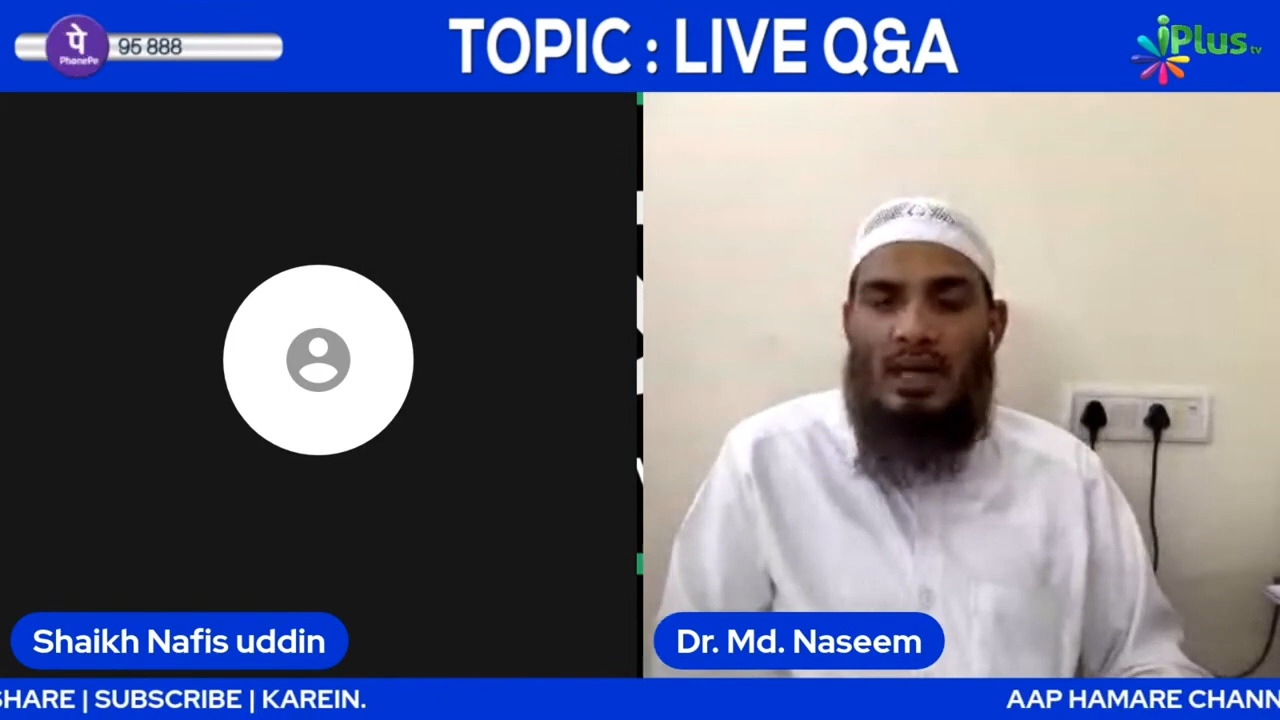 पे
PhonePe
95 888
TOPIC : LIVE Q&A
iPlus tv
Shaikh Nafis uddin
Dr. Md. Naseem
SHARE | SUBSCRIBE | KAREIN.
AAP HAMARE CHANN